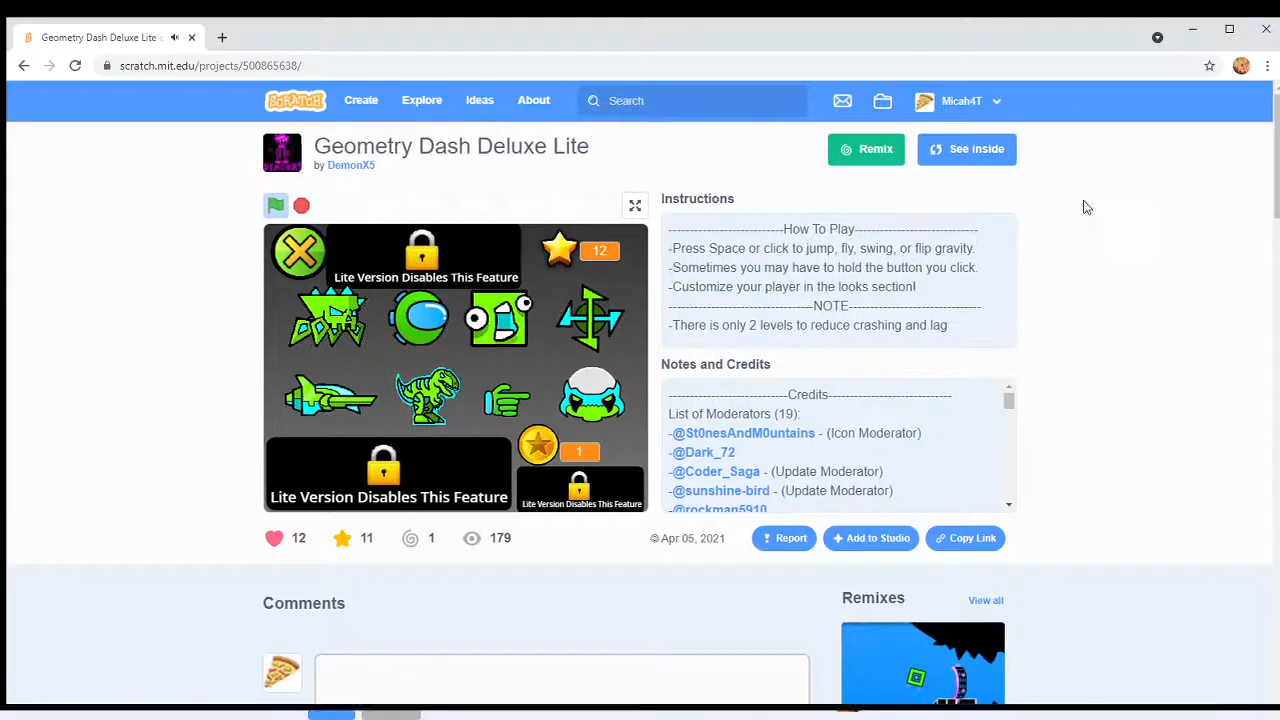 Geometry Dash Deluxe Lite
scratch.mit.edu/projects/500865638/
SCRATCH
Create
Explore
Ideas
About
Search
Micah4T
Geometry Dash Deluxe Lite
by DemonX5
Remix
See inside
Lite Version Disables This Feature
12
Lite Version Disables This Feature
1
Lite Version Disables This Feature
Instructions
--------------------------How To Play----------------------------
-Press Space or click to jump, fly, swing, or flip gravity.
-Sometimes you may have to hold the button you click.
-Customize your player in the looks section!
---------------------------------NOTE------------------------------
-There is only 2 levels to reduce crashing and lag
Notes and Credits
---------------------------Credits----------------------------
List of Moderators (19):
-@St0nesAndM0untains - (Icon Moderator)
-@Dark_72
-@Coder_Saga - (Update Moderator)
-@sunshine-bird - (Update Moderator)
-@rockman5910
12
11
1
179
© Apr 05, 2021
Report
Add to Studio
Copy Link
Comments
Remixes
View all